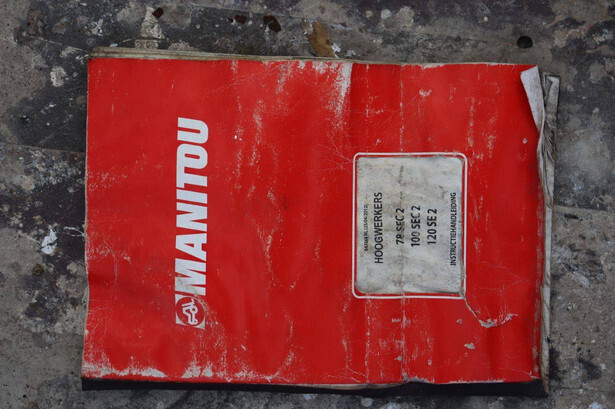 MANITOU
HOOGWERKERS
78 SEC 2
100 SEC 2
120 SE 2
INSTRUCTIEHANDLEIDING